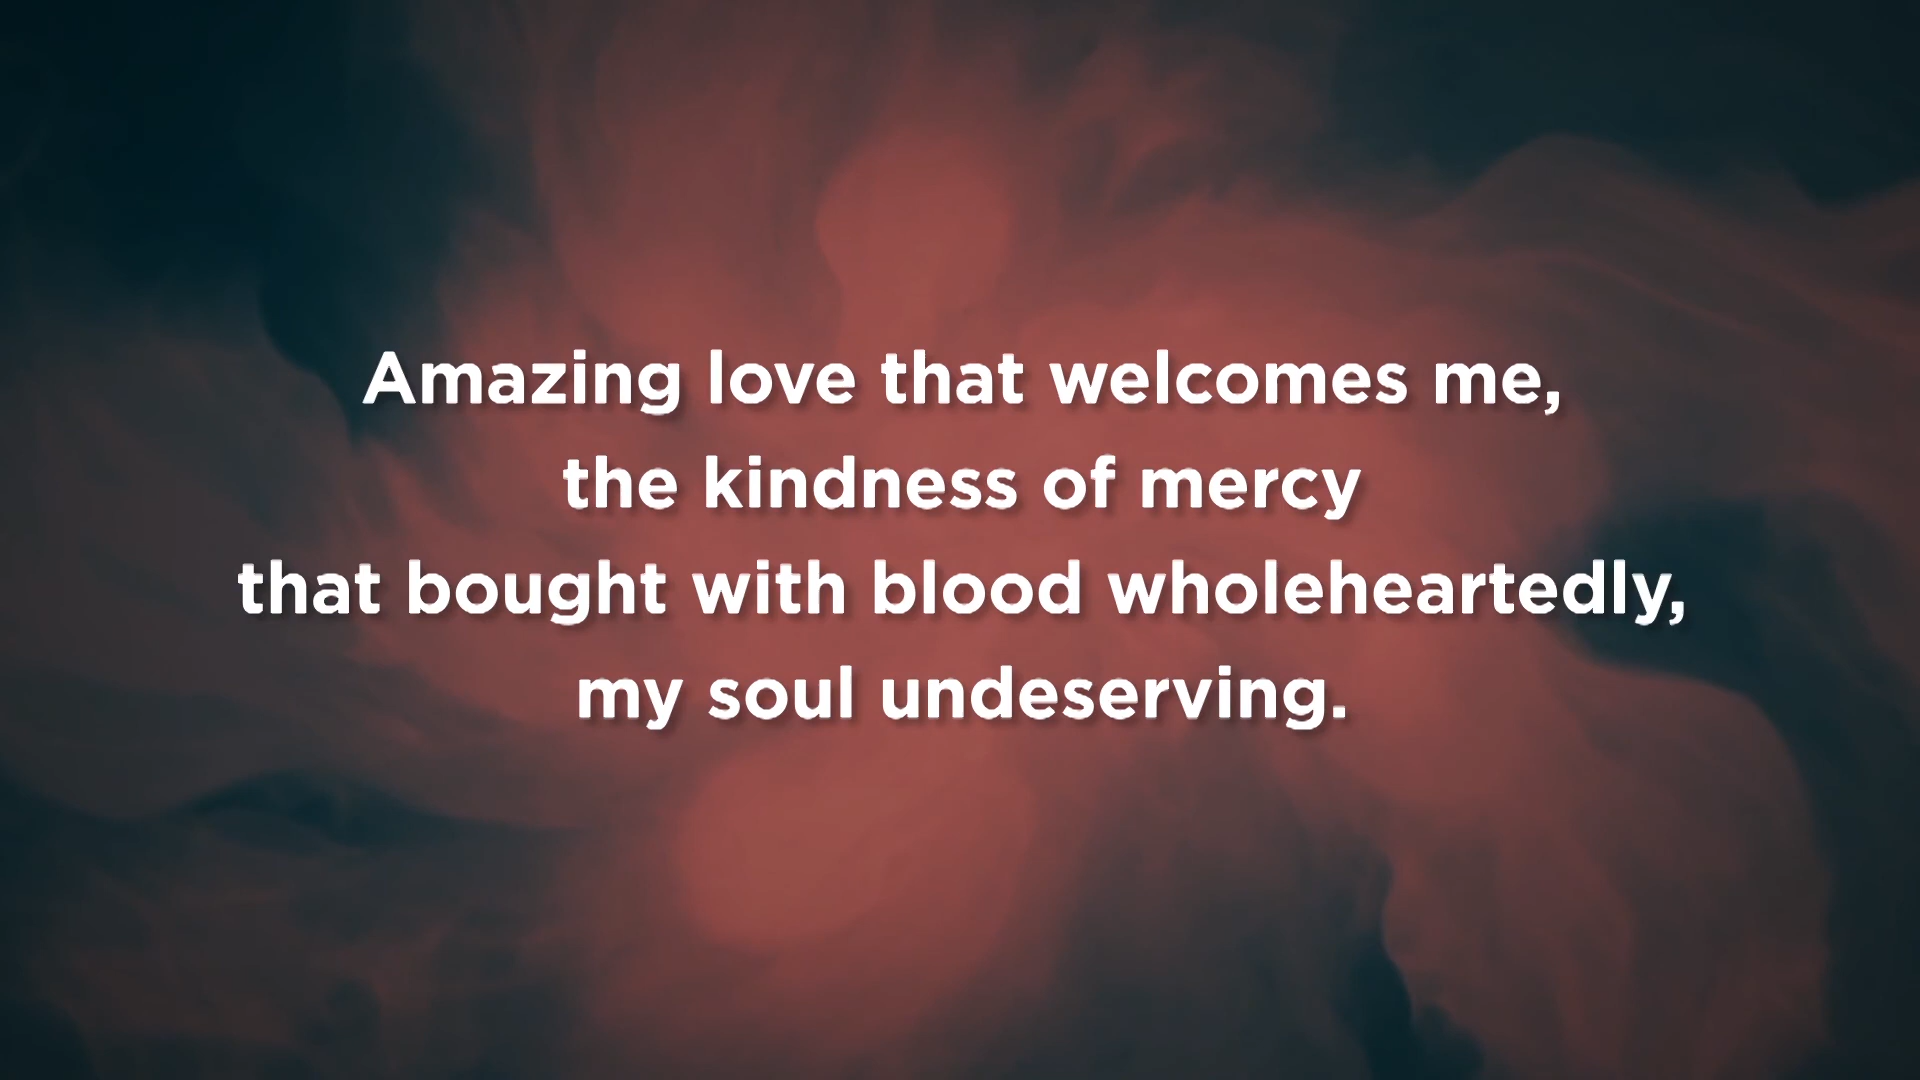 Amazing love that welcomes me,
the kindness of mercy
that bought with blood wholeheartedly,
my soul undeserving.